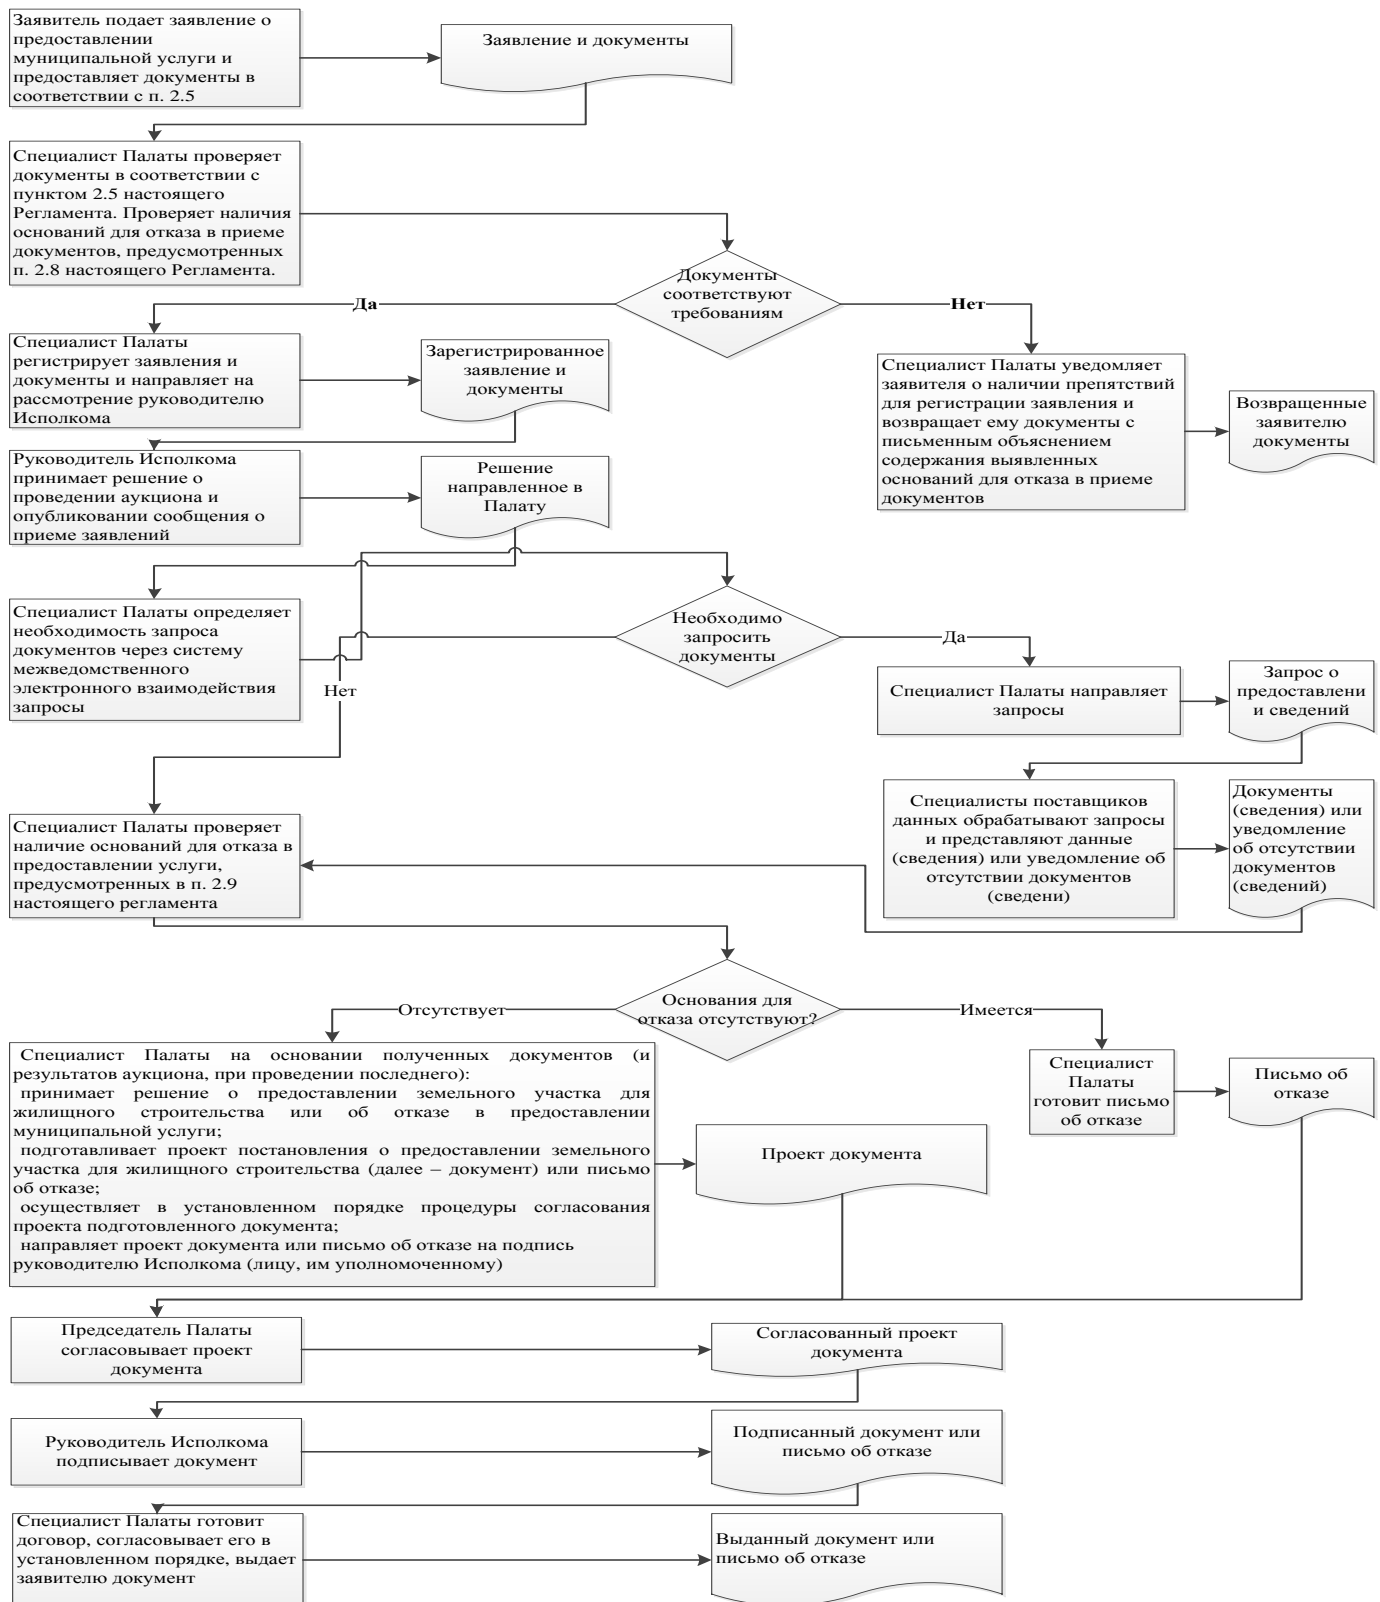 Заявитель подает заявление о
предоставлении
муниципальной услуги и
предоставляет документы в
соответствии с п. 2.5
Заявление и документы
Специалист Палаты проверяет
документы в соответствии с
пунктом 2.5 настоящего
Регламента. Проверяет наличия
оснований для отказа в приеме
документов, предусмотренных
п. 2.8 настоящего Регламента.
Документы
соответствуют
требованиям
Да
Нет
Специалист Палаты
регистрирует заявления и
документы и направляет на
рассмотрение руководителю
Исполкома
Зарегистрированное
заявление и
документы
Специалист Палаты уведомляет
заявителя о наличии препятствий
для регистрации заявления и
возвращает ему документы с
письменным объяснением
содержания выявленных
оснований для отказа в приеме
документов
Возвращенные
заявителю
документы
Руководитель Исполкома
принимает решение о
проведении аукциона и
опубликовании сообщения о
приеме заявлений
Решение
направленное в
Палату
Специалист Палаты определяет
необходимость запроса
документов через систему
межведомственного
электронного взаимодействия
запросы
Необходимо
запросить
документы
Да
Нет
Специалист Палаты направляет
запросы
Запрос о
предоставлени
и сведений
Специалисты поставщиков
данных обрабатывают запросы
и представляют данные
(сведения) или уведомление об
отсутствии документов
(сведени)
Документы
(сведения) или
уведомление
об отсутствии
документов
(сведений)
Специалист Палаты проверяет
наличие оснований для отказа в
предоставлении услуги,
предусмотренных в п. 2.9
настоящего регламента
Основания для
отказа отсутствуют?
Отсутствует
Имеется
Специалист Палаты на основании полученных документов (и
результатов аукциона, при проведении последнего):
принимает решение о предоставлении земельного участка для
жилищного строительства или об отказе в предоставлении
муниципальной услуги;
подготавливает проект постановления о предоставлении земельного
участка для жилищного строительства (далее – документ) или письмо
об отказе;
осуществляет в установленном порядке процедуры согласования
проекта подготовленного документа;
направляет проект документа или письмо об отказе на подпись
руководителю Исполкома (лицу, им уполномоченному)
Проект документа
Специалист
Палаты
готовит письмо
об отказе
Письмо об
отказе
Председатель Палаты
согласовывает проект
документа
Согласованный проект
документа
Руководитель Исполкома
подписывает документ
Подписанный документ или
письмо об отказе
Специалист Палаты готовит
договор, согласовывает его в
установленном порядке, выдает
заявителю документ
Выданный документ или
письмо об отказе